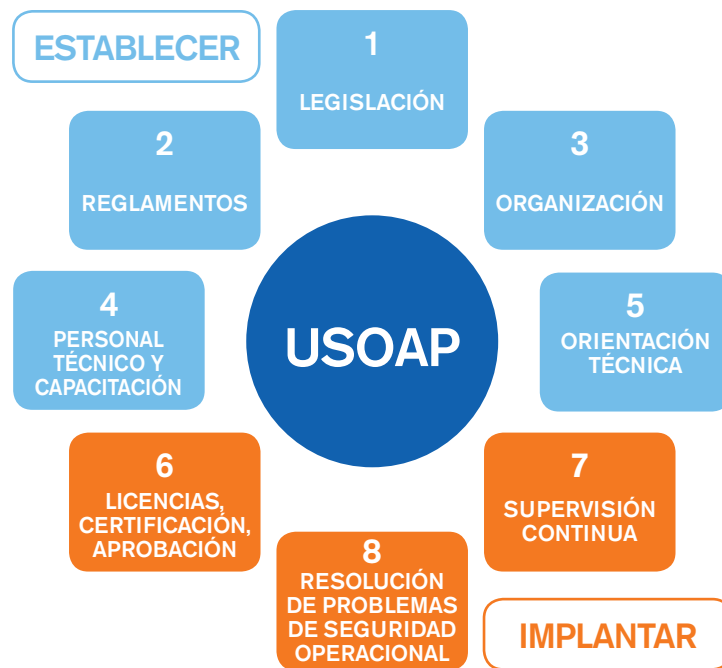 ESTABLECER
1
LEGISLACIÓN
2
REGLAMENTOS
3
ORGANIZACIÓN
USOAP
4
PERSONAL
TÉCNICO Y
CAPACITACIÓN
5
ORIENTACIÓN
TÉCNICA
6
LICENCIAS,
CERTIFICACIÓN,
APROBACIÓN
7
SUPERVISIÓN
CONTINUA
8
RESOLUCIÓN
DE PROBLEMAS
DE SEGURIDAD
OPERACIONAL
IMPLANTAR